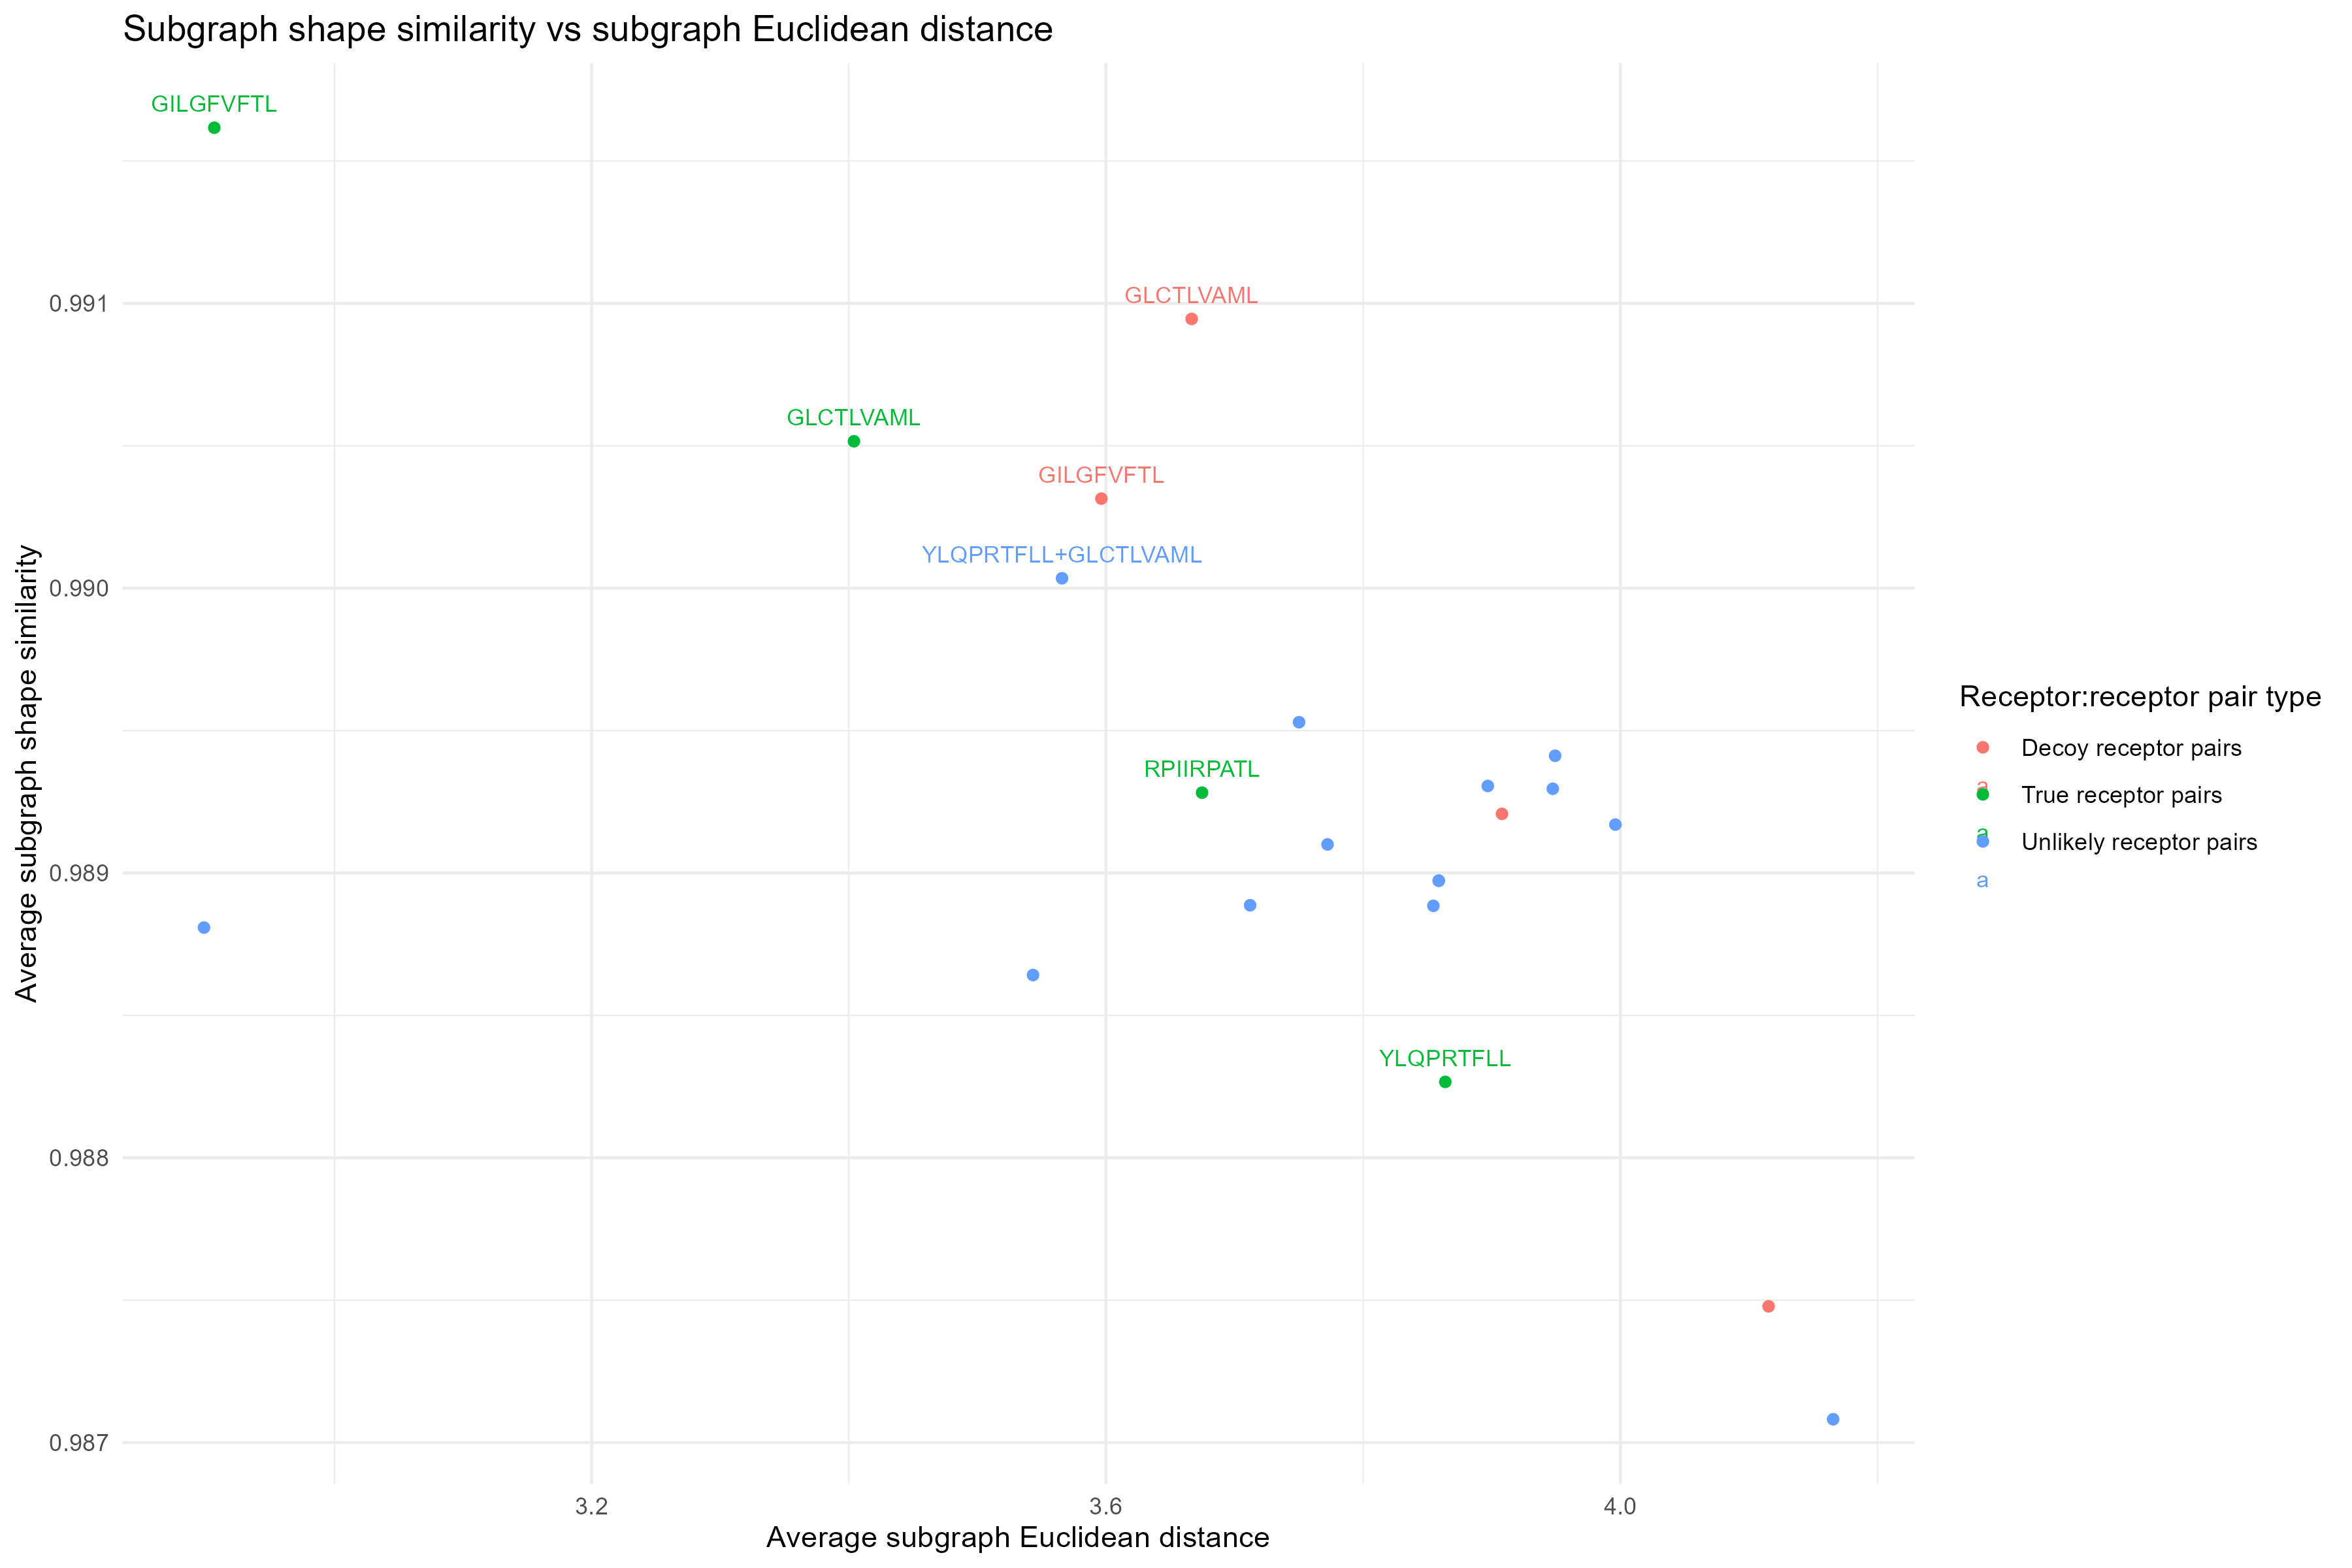 Subgraph shape similarity vs subgraph Euclidean distance
GILGFVFTL
GLCTLVAML
0.991
GLCTLVAML
GILGFVFTL
YLQPRTFLL+GLCTLVAML
0.990
Average subgraph shape similarity
RPIIRPATL
0.989
YLQPRTFLL
0.988
0.987
3.2 3.6 4.0
Average subgraph Euclidean distance
Receptor:receptor pair type
Decoy receptor pairs
a
True receptor pairs
a
Unlikely receptor pairs
a